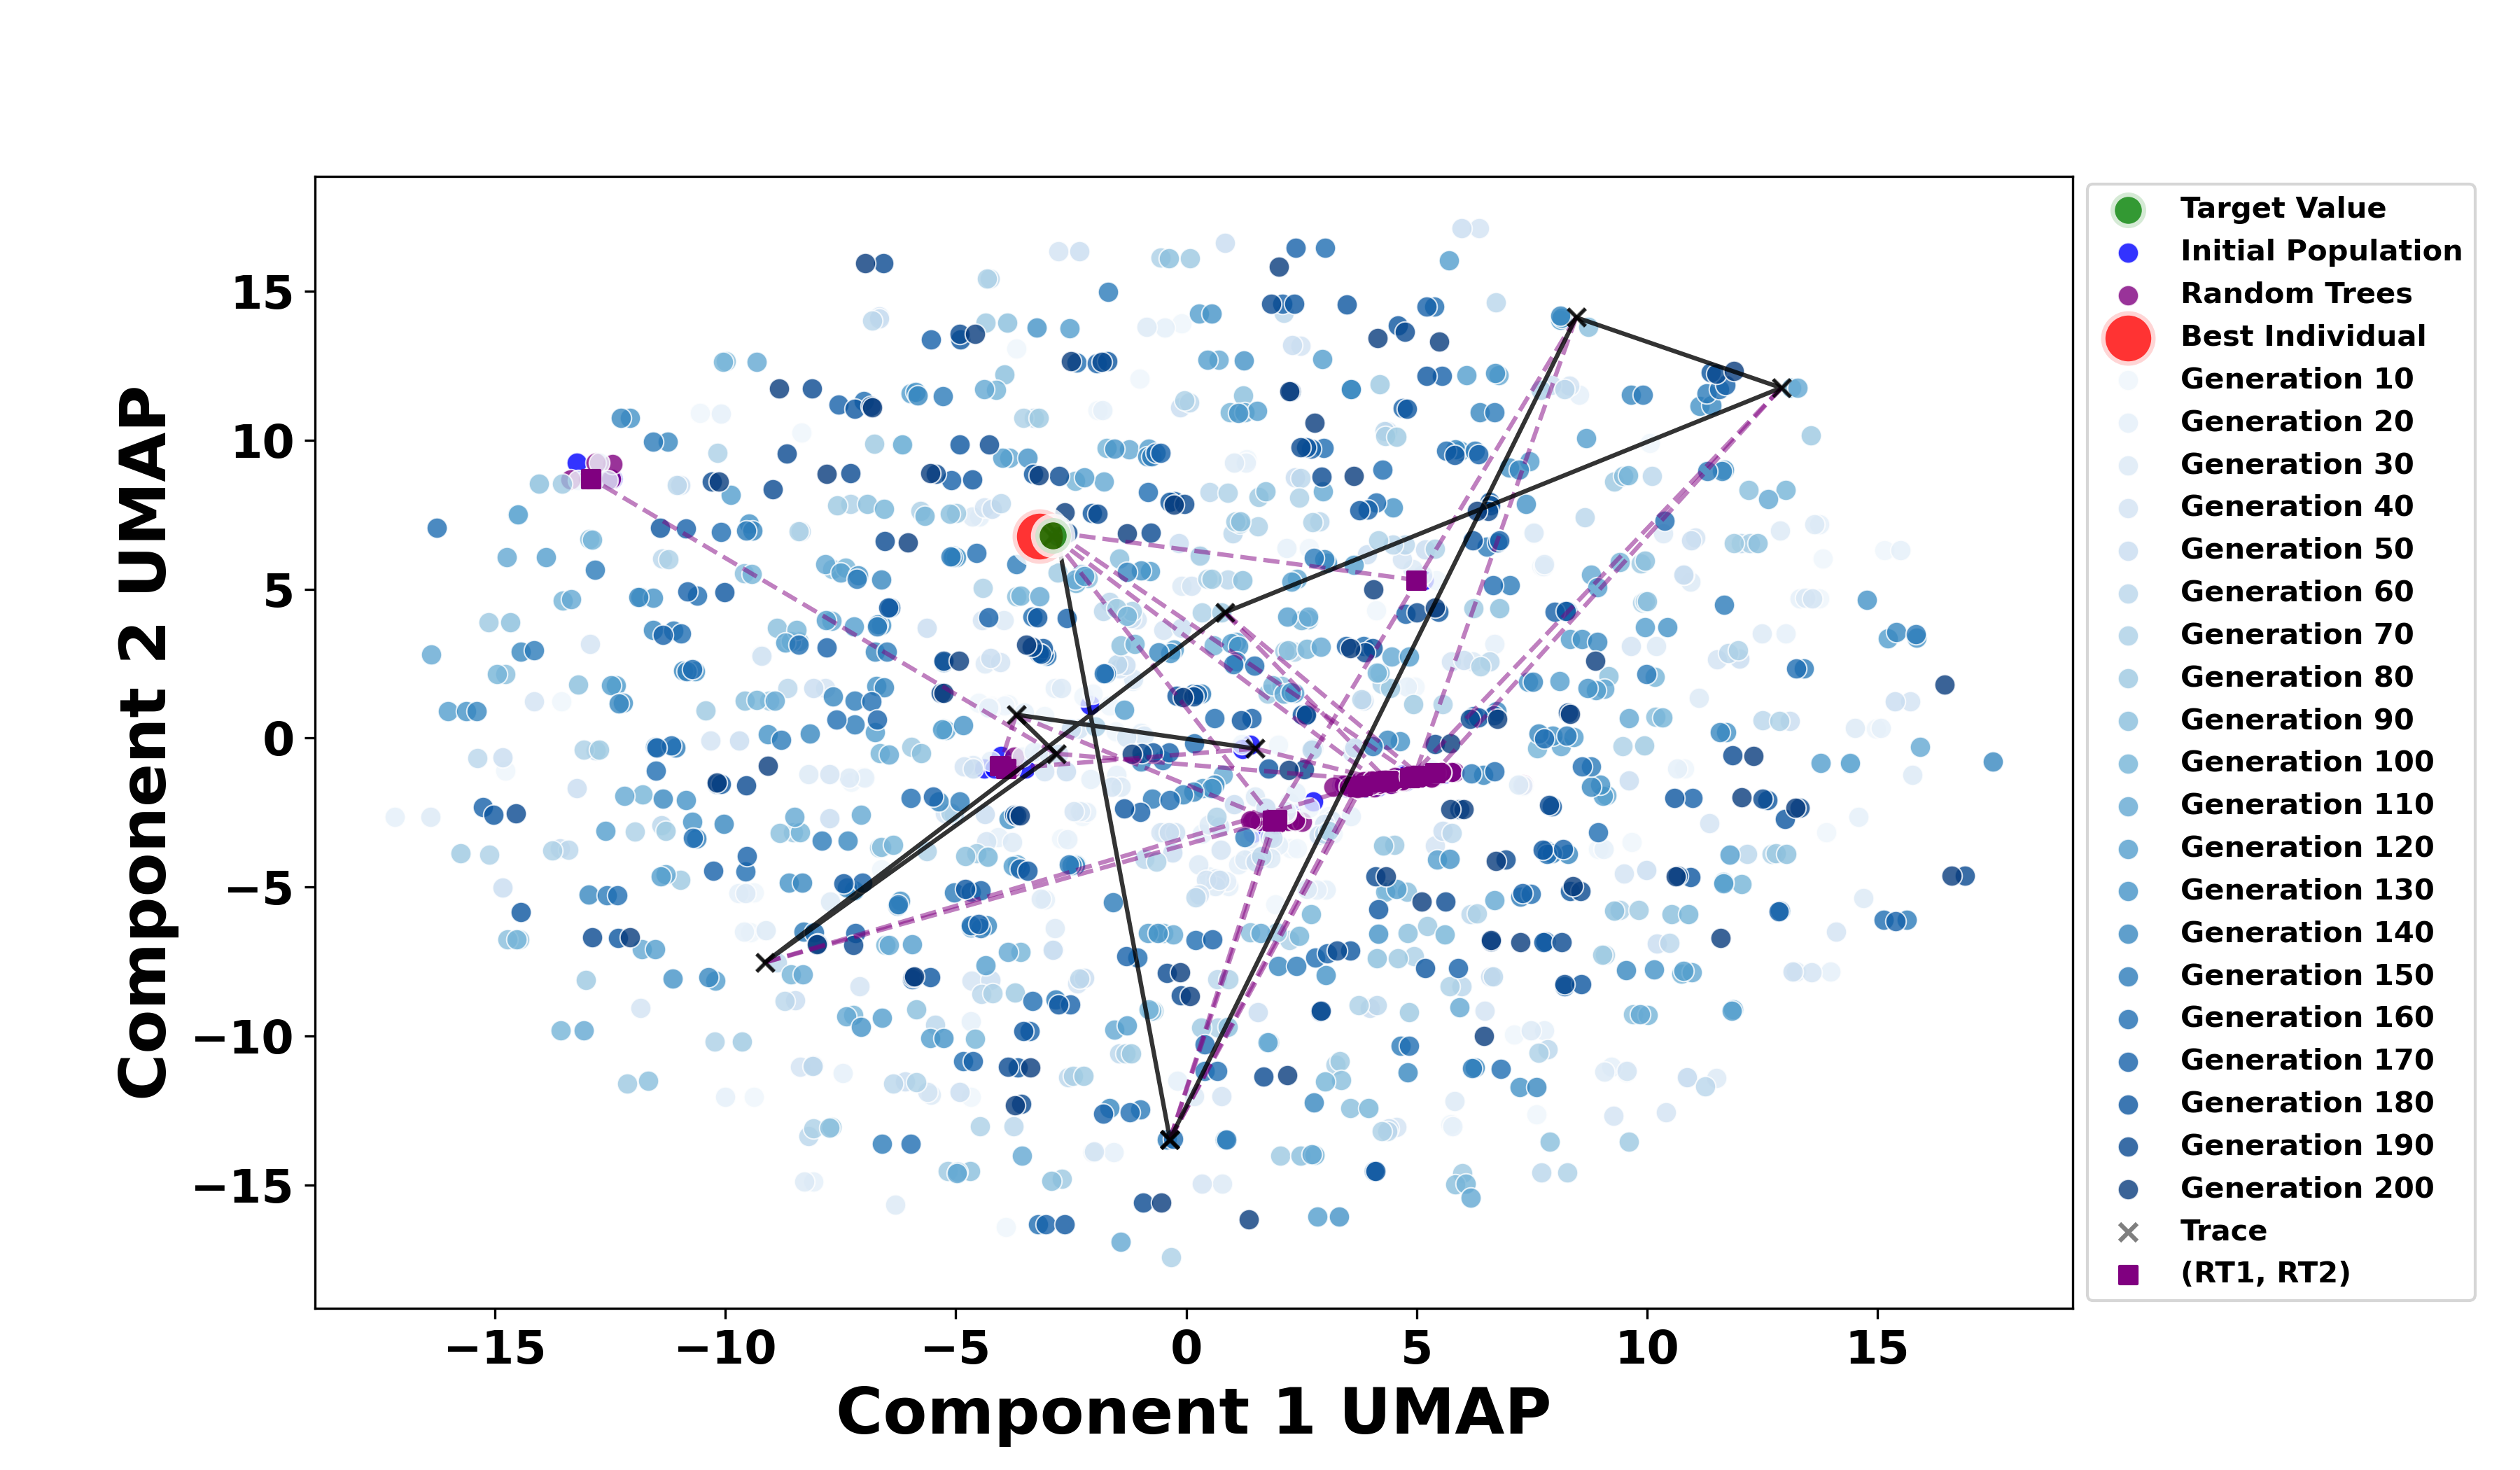 Component 2 UMAP
15
10
5
0
−5
−10
−15
−15
−10
−5
0
5
10
15
Component 1 UMAP
Target Value
Initial Population
Random Trees
Best Individual
Generation 10
Generation 20
Generation 30
Generation 40
Generation 50
Generation 60
Generation 70
Generation 80
Generation 90
Generation 100
Generation 110
Generation 120
Generation 130
Generation 140
Generation 150
Generation 160
Generation 170
Generation 180
Generation 190
Generation 200
Trace
(RT1, RT2)